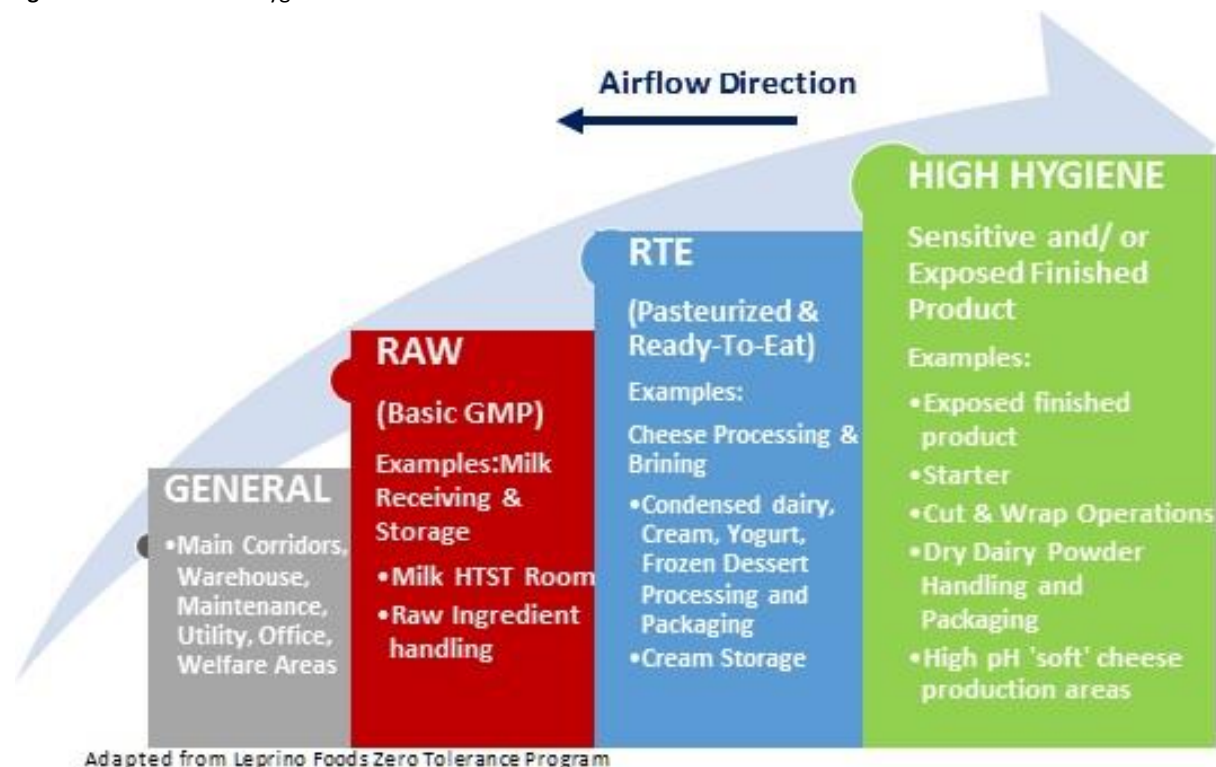 Airflow Direction
GENERAL
•Main Corridors,
Warehouse,
Maintenance,
Utility, Office,
Welfare Areas
RAW
(Basic GMP)
Examples:Milk
Receiving &
Storage
•Milk HTST Room
•Raw Ingredient
handling
RTE
(Pasteurized &
Ready-To-Eat)
Examples:
Cheese Processing &
Brining
•Condensed dairy,
Cream, Yogurt,
Frozen Dessert
Processing and
Packaging
•Cream Storage
HIGH HYGIENE
Sensitive and/ or
Exposed Finished
Product
Examples:
•Exposed finished
product
•Starter
•Cut & Wrap Operations
•Dry Dairy Powder
Handling and
Packaging
•High pH 'soft' cheese
production areas
Adapted from Leprino Foods Zero Tolerance Program